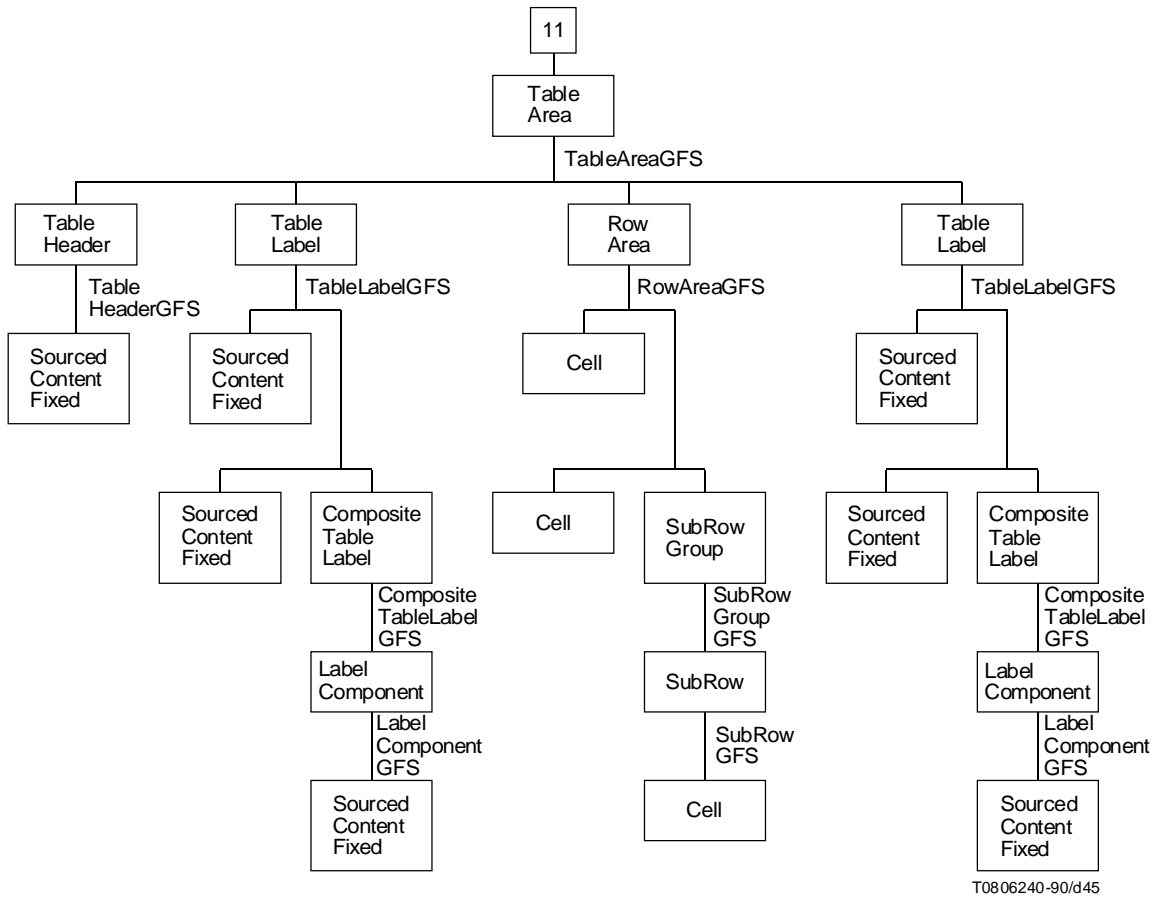 11
Table
Area
TableAreaGFS
Table
Header
Table
Label
Row
Area
Table
Label
Table
HeaderGFS
TableLabelGFS
RowAreaGFS
TableLabelGFS
Sourced
Content
Fixed
Sourced
Content
Fixed
Cell
Sourced
Content
Fixed
Sourced
Content
Fixed
Composite
Table
Label
Cell
SubRow
Group
Sourced
Content
Fixed
Composite
Table
Label
Composite
TableLabel
GFS
SubRow
Group
GFS
Composite
TableLabel
GFS
Label
Component
SubRow
Label
Component
Label
Component
GFS
SubRow
GFS
Label
Component
GFS
Sourced
Content
Fixed
Cell
Sourced
Content
Fixed
T0806240-90/d45